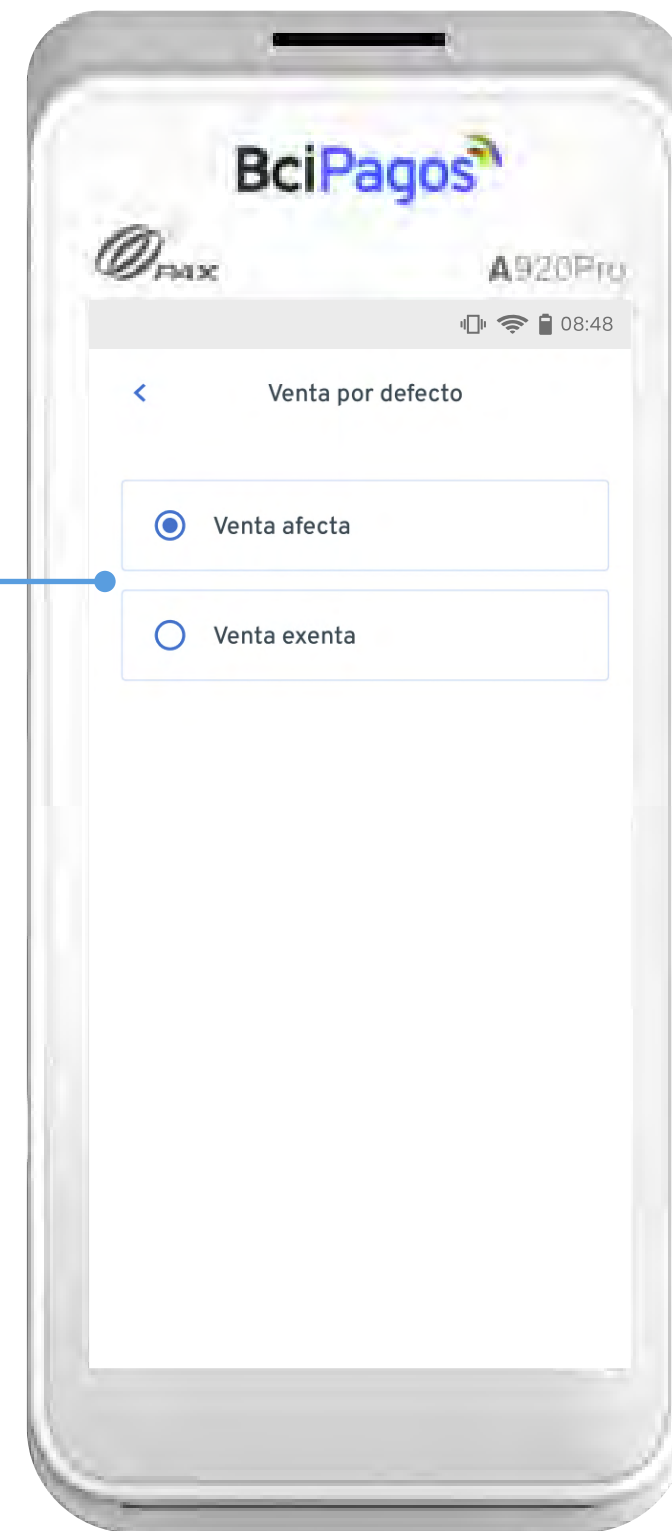 BciPagos
PAX
A920Pro
08:48
Venta por defecto
Venta afecta
Venta exenta